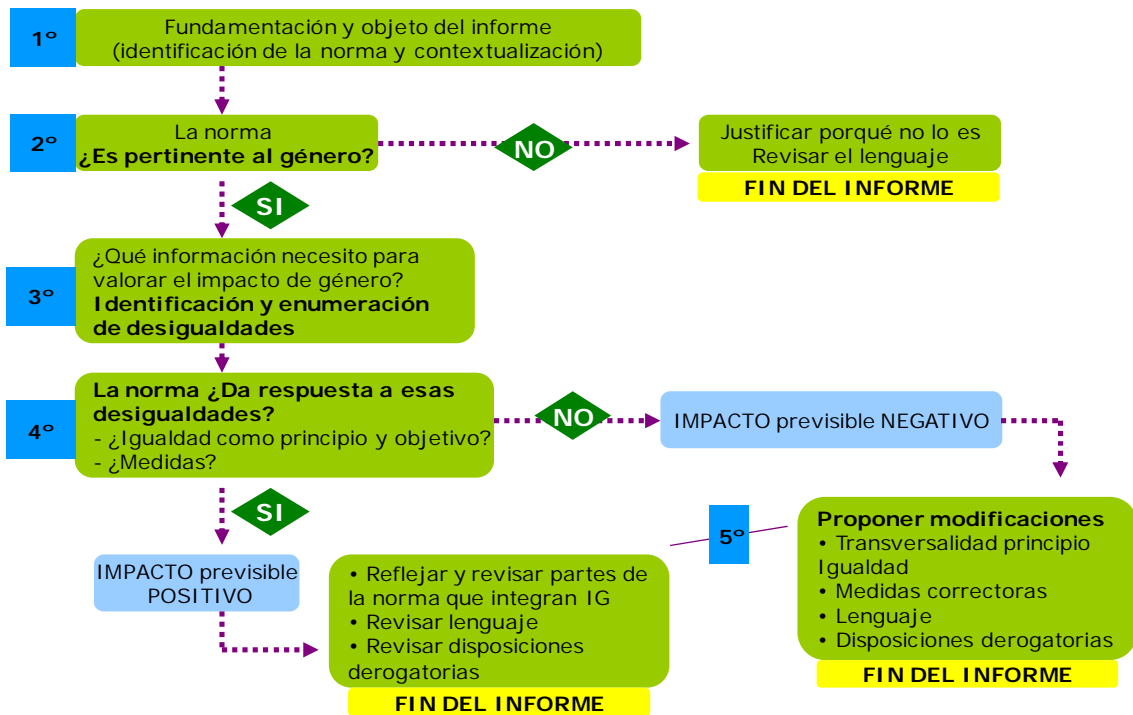 1º
Fundamentación y objeto del informe
(identificación de la norma y contextualización)
2º
La norma
¿Es pertinente al género?
NO
Justificar porqué no lo es
Revisar el lenguaje
FIN DEL INFORME
SI
3º
¿Qué información necesito para
valorar el impacto de género?
Identificación y enumeración
de desigualdades
4º
La norma ¿Da respuesta a esas
desigualdades?
- ¿Igualdad como principio y objetivo?
- ¿Medidas?
NO
IMPACTO previsible NEGATIVO
SI
IMPACTO previsible
POSITIVO
5º
• Reflejar y revisar partes de
la norma que integran IG
• Revisar lenguaje
• Revisar disposiciones
derogatorias
FIN DEL INFORME
Proponer modificaciones
• Transversalidad principio
Igualdad
• Medidas correctoras
• Lenguaje
• Disposiciones derogatorias
FIN DEL INFORME